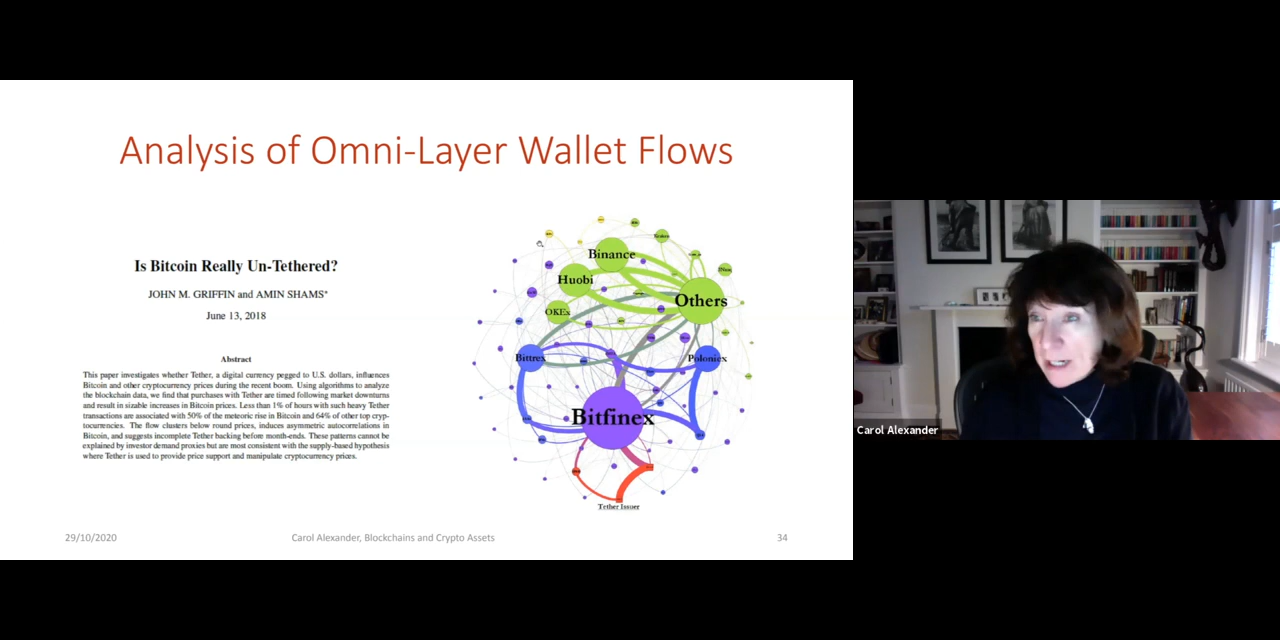 Analysis of Omni-Layer Wallet Flows
Is Bitcoin Really Un-Tethered?
JOHN M. GRIFFIN and AMIN SHAMS*
June 13, 2018
Abstract
This paper investigates whether Tether, a digital currency pegged to U.S. dollars, influences
Bitcoin and other cryptocurrency prices during the recent boom. Using algorithms to analyze
the blockchain data, we find that purchases with Tether are timed following market downturns
and result in sizable increases in Bitcoin prices. Less than 1% of hours with such heavy Tether
transactions are associated with 50% of the meteoric rise in Bitcoin and 64% of other top cryp-
tocurrencies. The flow clusters below round prices, induces asymmetric autocorrelations in
Bitcoin, and suggests incomplete Tether backing before month-ends. These patterns cannot be
explained by investor demand proxies but are most consistent with the supply-based hypothesis
where Tether is used to provide price support and manipulate cryptocurrency prices.
Binance
Huobi
Others
OKEx
Bittrex
Poloniex
Bitfinex
Tether Issuer
29/10/2020
Carol Alexander, Blockchains and Crypto Assets
34
Carol Alexander